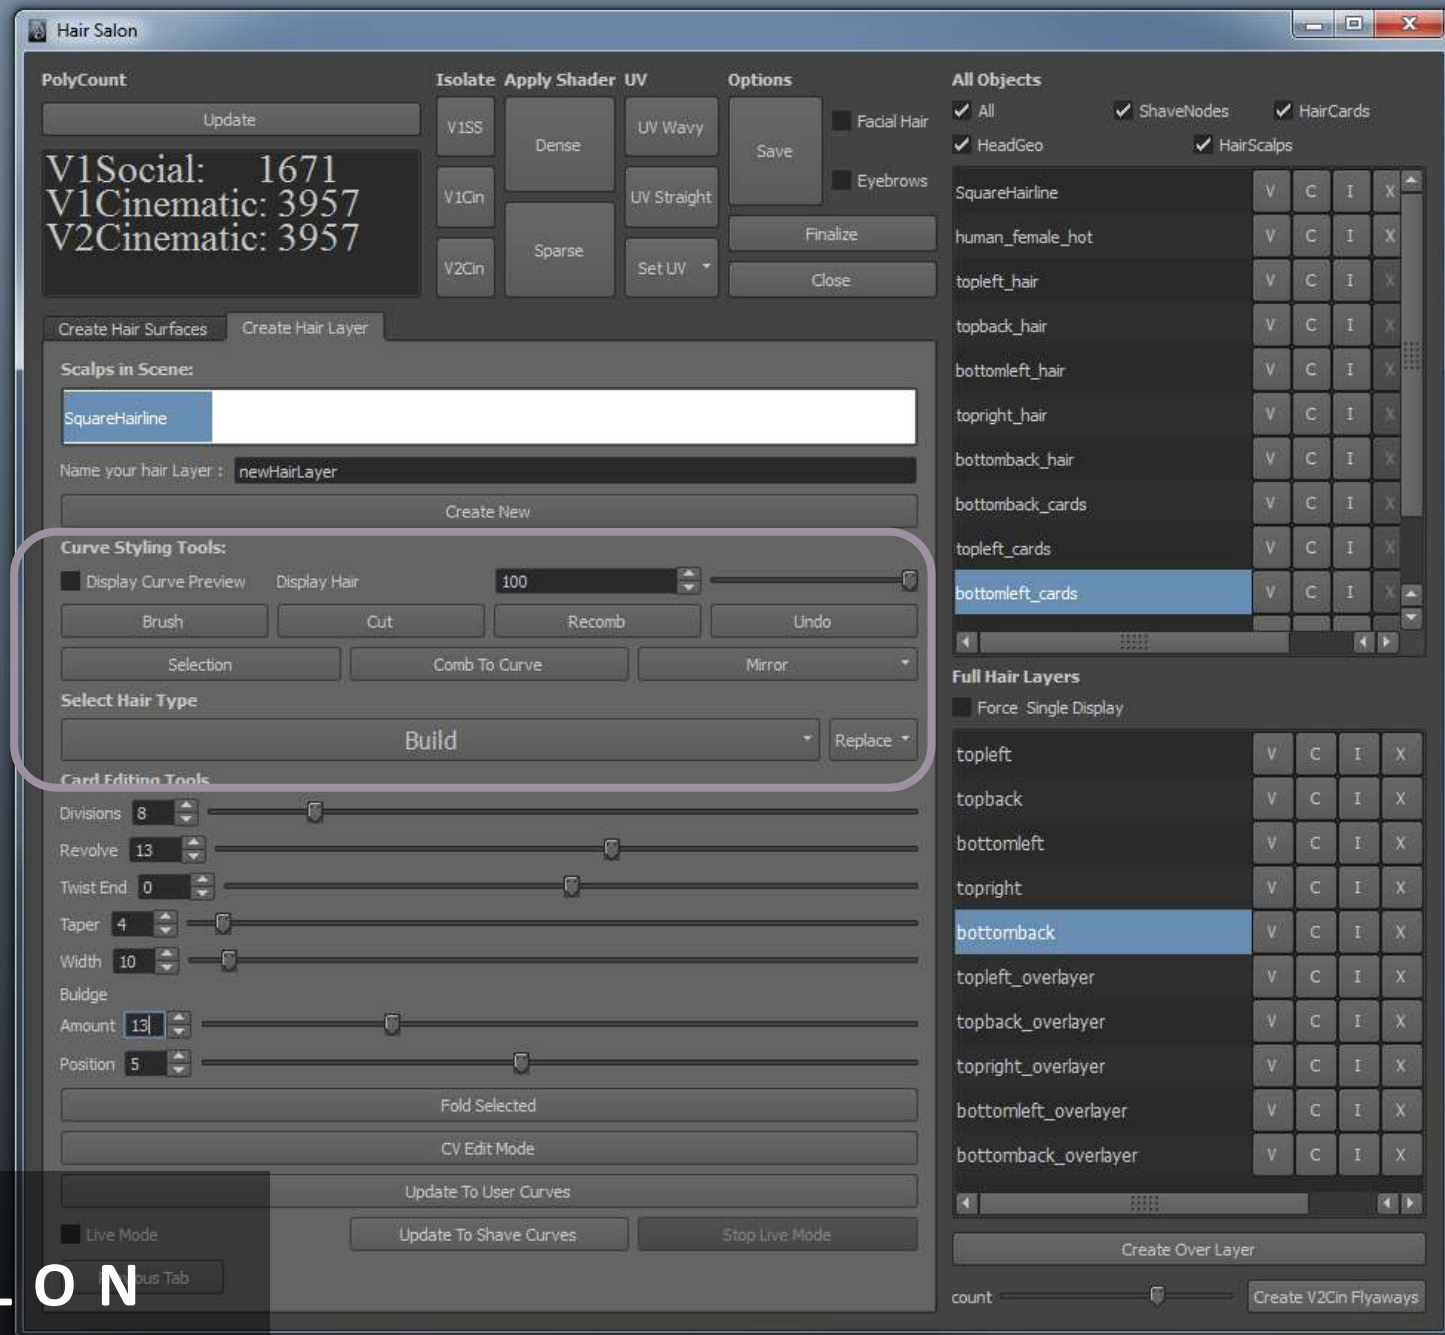 Hair Salon
PolyCount
Update
V1Social: 1671
V1Cinematic: 3957
V2Cinematic: 3957
Isolate
V1SS
V1Cin
V2Cin
Apply Shader
Dense
Sparse
UV
UV Wavy
UV Straight
Set UV
Options
Save
Facial Hair
Eyebrows
Finalize
Close
Create Hair Surfaces
Create Hair Layer
Scalps in Scene:
SquareHairline
Name your hair Layer : newHairLayer
Create New
Curve Styling Tools:
Display Curve Preview Display Hair 100
Brush Cut Recomb Undo
Selection Comb To Curve Mirror
Select Hair Type
Build Replace
Card Editing Tools
Divisions 8
Revolve 13
Twist End 0
Taper 4
Width 10
Buldge
Amount 13
Position 5
Fold Selected
CV Edit Mode
Update To User Curves
Live Mode Update To Shave Curves Stop Live Mode
Tab
L O N
All Objects
All ShaveNodes HairCards
HeadGeo HairScalps
SquareHairline V C I X
human_female_hot V C I X
topleft_hair V C I X
topback_hair V C I X
bottomleft_hair V C I X
topright_hair V C I X
bottomback_hair V C I X
bottomback_cards V C I X
topleft_cards V C I X
bottomleft_cards V C I X
Full Hair Layers
Force Single Display
topleft V C I X
topback V C I X
bottomleft V C I X
topright V C I X
bottomback V C I X
topleft_overlayer V C I X
topback_overlayer V C I X
topright_overlayer V C I X
bottomleft_overlayer V C I X
bottomback_overlayer V C I X
Create Over Layer
count Create V2Cin Flyaways